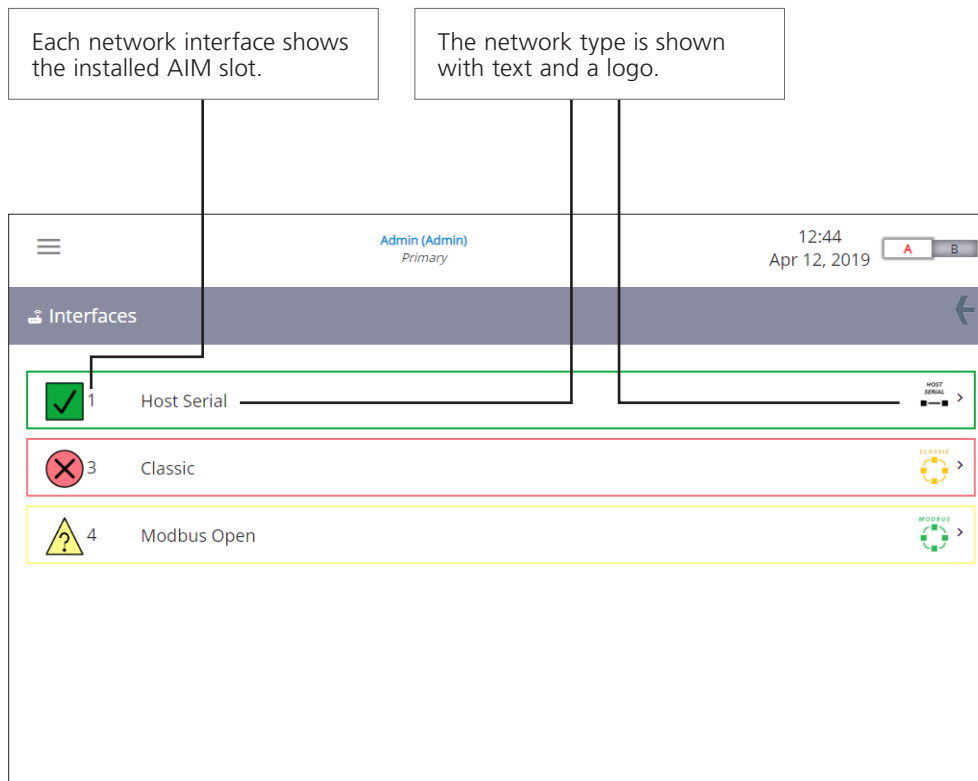 Each network interface shows
the installed AIM slot.
The network type is shown
with text and a logo.
Admin (Admin)
Primary
12:44
Apr 12, 2019
A
B
Interfaces
1
Host Serial
HOST
SERIAL
3
Classic
CLASSIC
?
4
Modbus Open
MODBUS